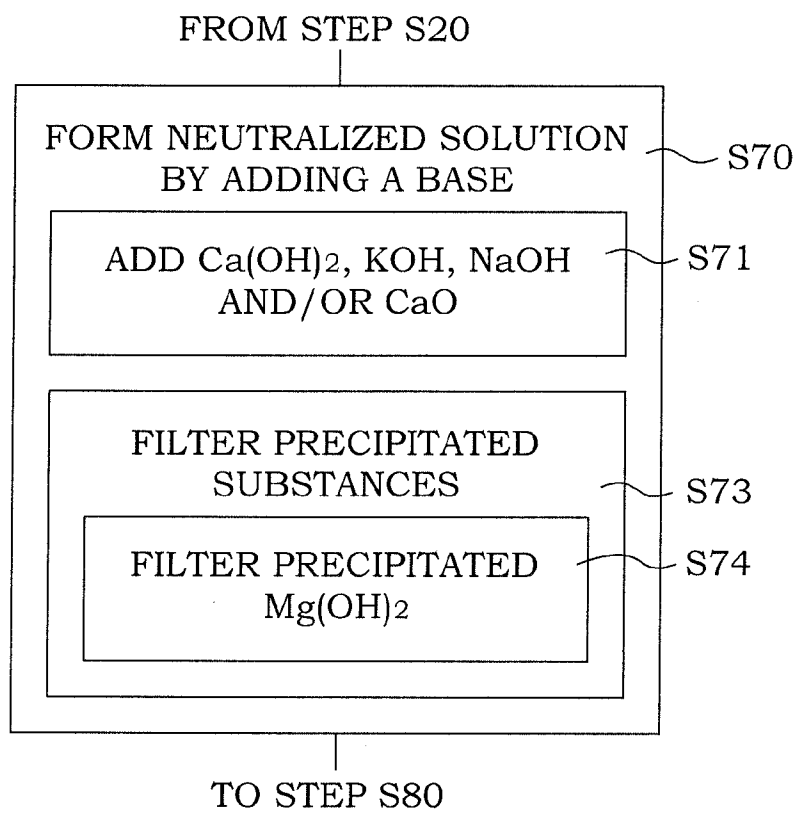 FROM STEP S20
FORM NEUTRALIZED SOLUTION
BY ADDING A BASE
S70
ADD Ca(OH)2, KOH, NaOH
AND/OR CaO
S71
FILTER PRECIPITATED
SUBSTANCES
S73
FILTER PRECIPITATED
Mg(OH)2
S74
TO STEP S80